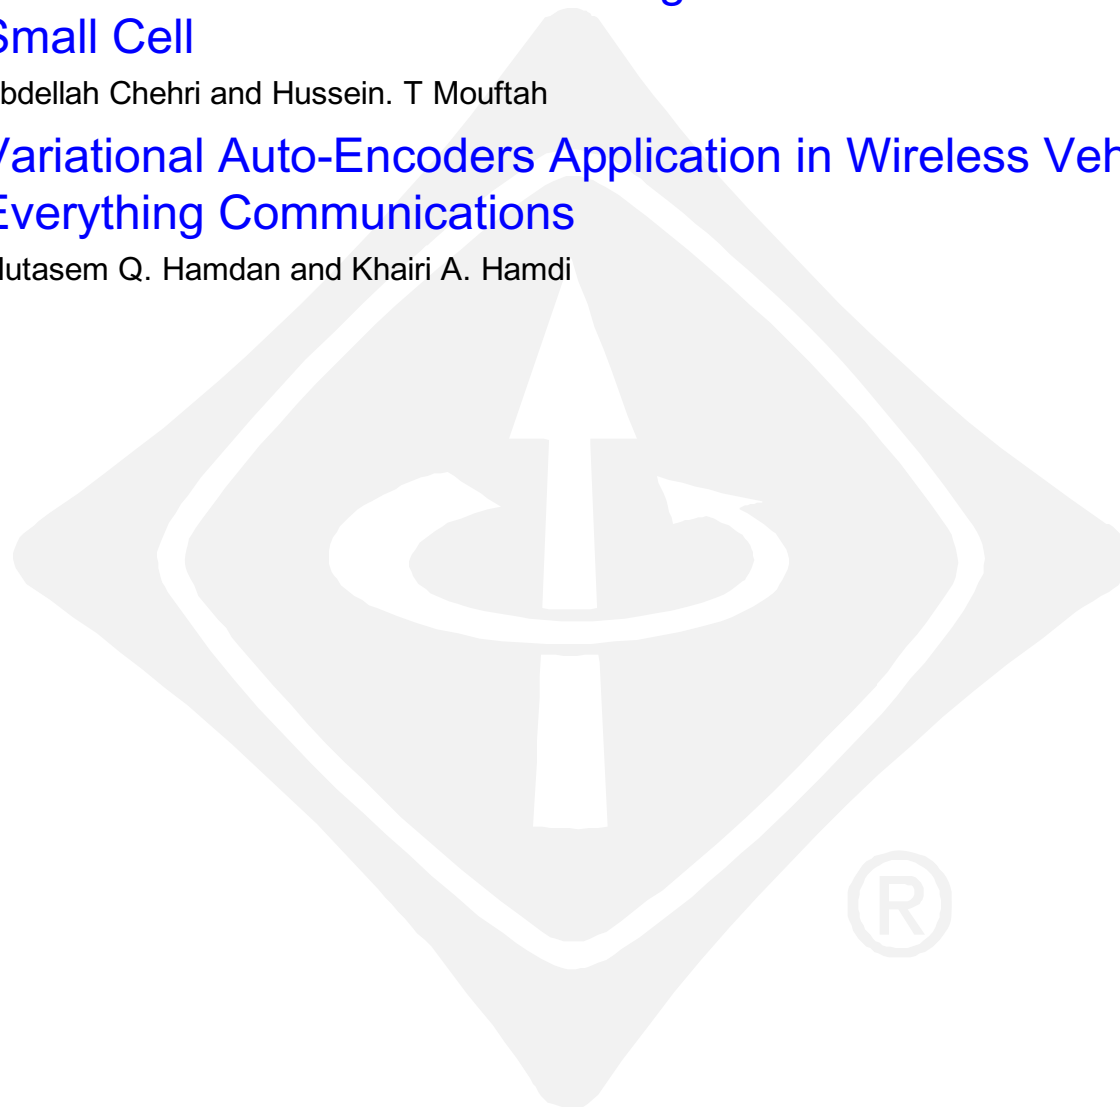 Small Cell
bdellah Chehri and Hussein. T Mouftah
Variational Auto-Encoders Application in Wireless Veh
Everything Communications
utasem Q. Hamdan and Khairi A. Hamdi
®